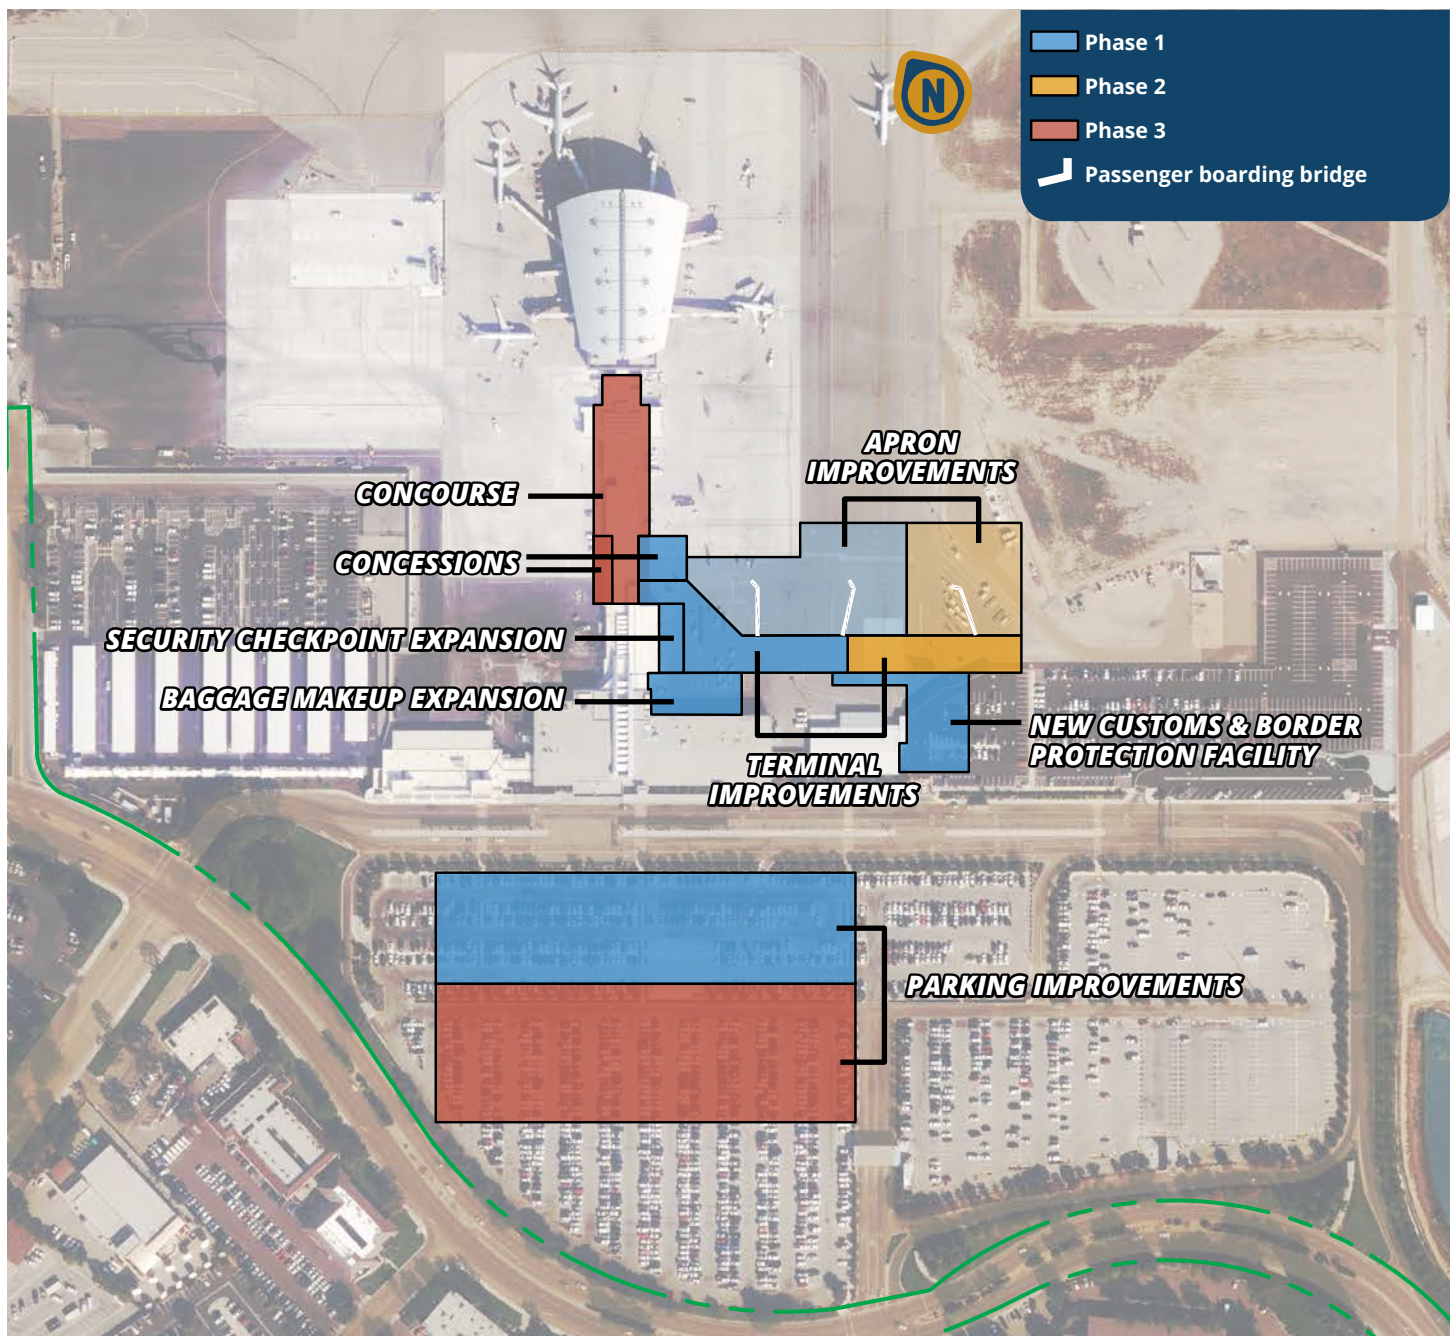 N
Phase 1
Phase 2
Phase 3
Passenger boarding bridge
APRON
IMPROVEMENTS
CONCOURSE
CONCESSIONS
SECURITY CHECKPOINT EXPANSION
BAGGAGE MAKEUP EXPANSION
NEW CUSTOMS & BORDER
PROTECTION FACILITY
TERMINAL
IMPROVEMENTS
PARKING IMPROVEMENTS